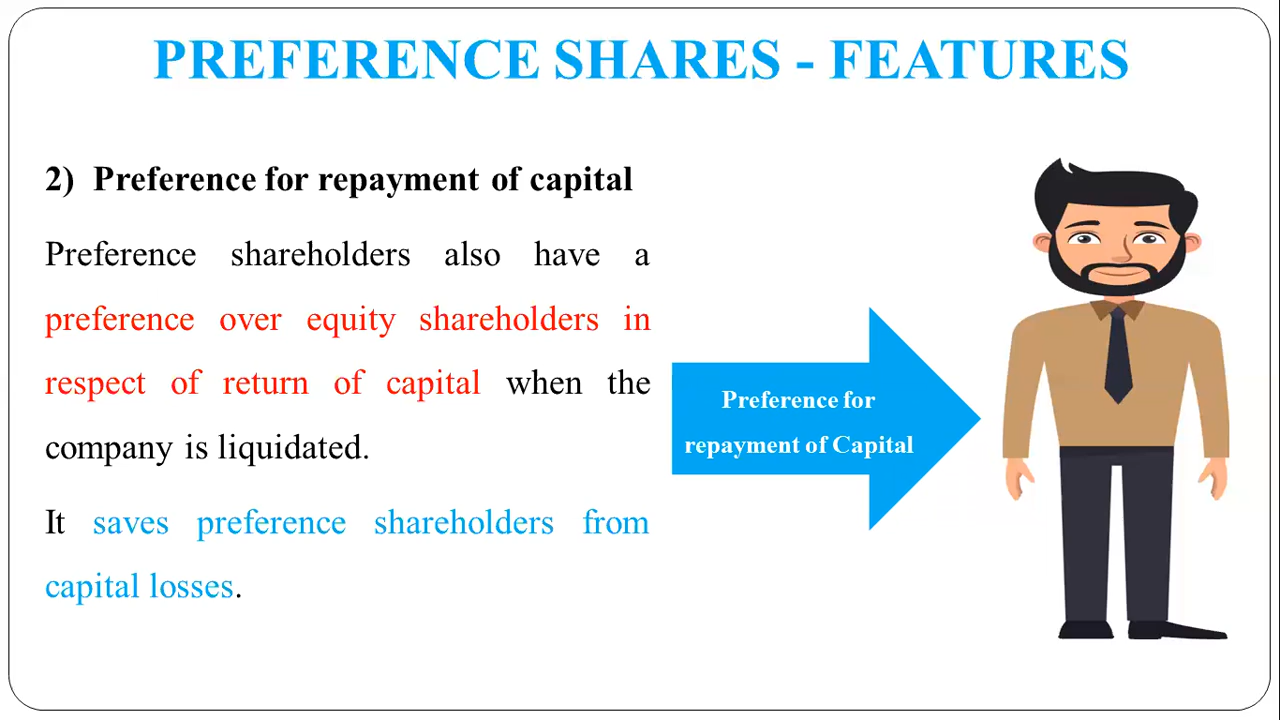 PREFERENCE SHARES - FEATURES
2) Preference for repayment of capital
Preference shareholders also have a
preference over equity shareholders in
respect of return of capital when the
company is liquidated.
It saves preference shareholders from
capital losses.
Preference for
repayment of Capital